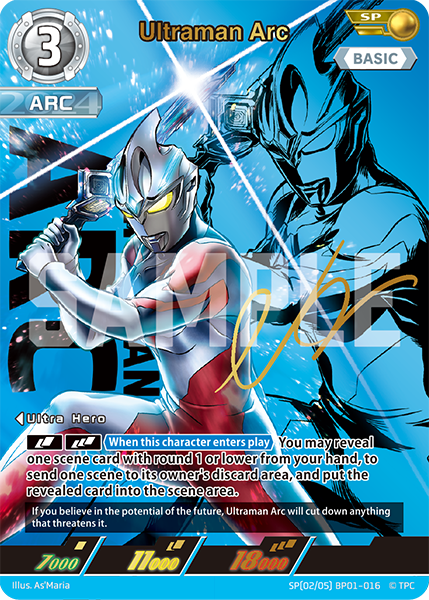 Ultraman Arc
SP
3
BASIC
2024
ARC
ARC
ULTRAMAN
SAMPLE
Ultra Hero
When this character enters play You may reveal
one scene card with round 1 or lower from your hand, to
send one scene to its owner's discard area, and put the
revealed card into the scene area.
If you believe in the potential of the future, Ultraman Arc will cut down anything
that threatens it.
7000 11000 18000
Illus. As'Maria SP[02/05] BP01-016 © TPC